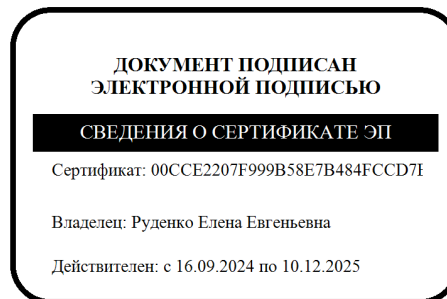 ДОКУМЕНТ ПОДПИСАН
ЭЛЕКТРОННОЙ ПОДПИСЬЮ
СВЕДЕНИЯ О СЕРТИФИКАТЕ ЭП
Сертификат: 00CCE2207F999B58E7B484FCCD7F
Владелец: Руденко Елена Евгеньевна
Действителен: с 16.09.2024 по 10.12.2025